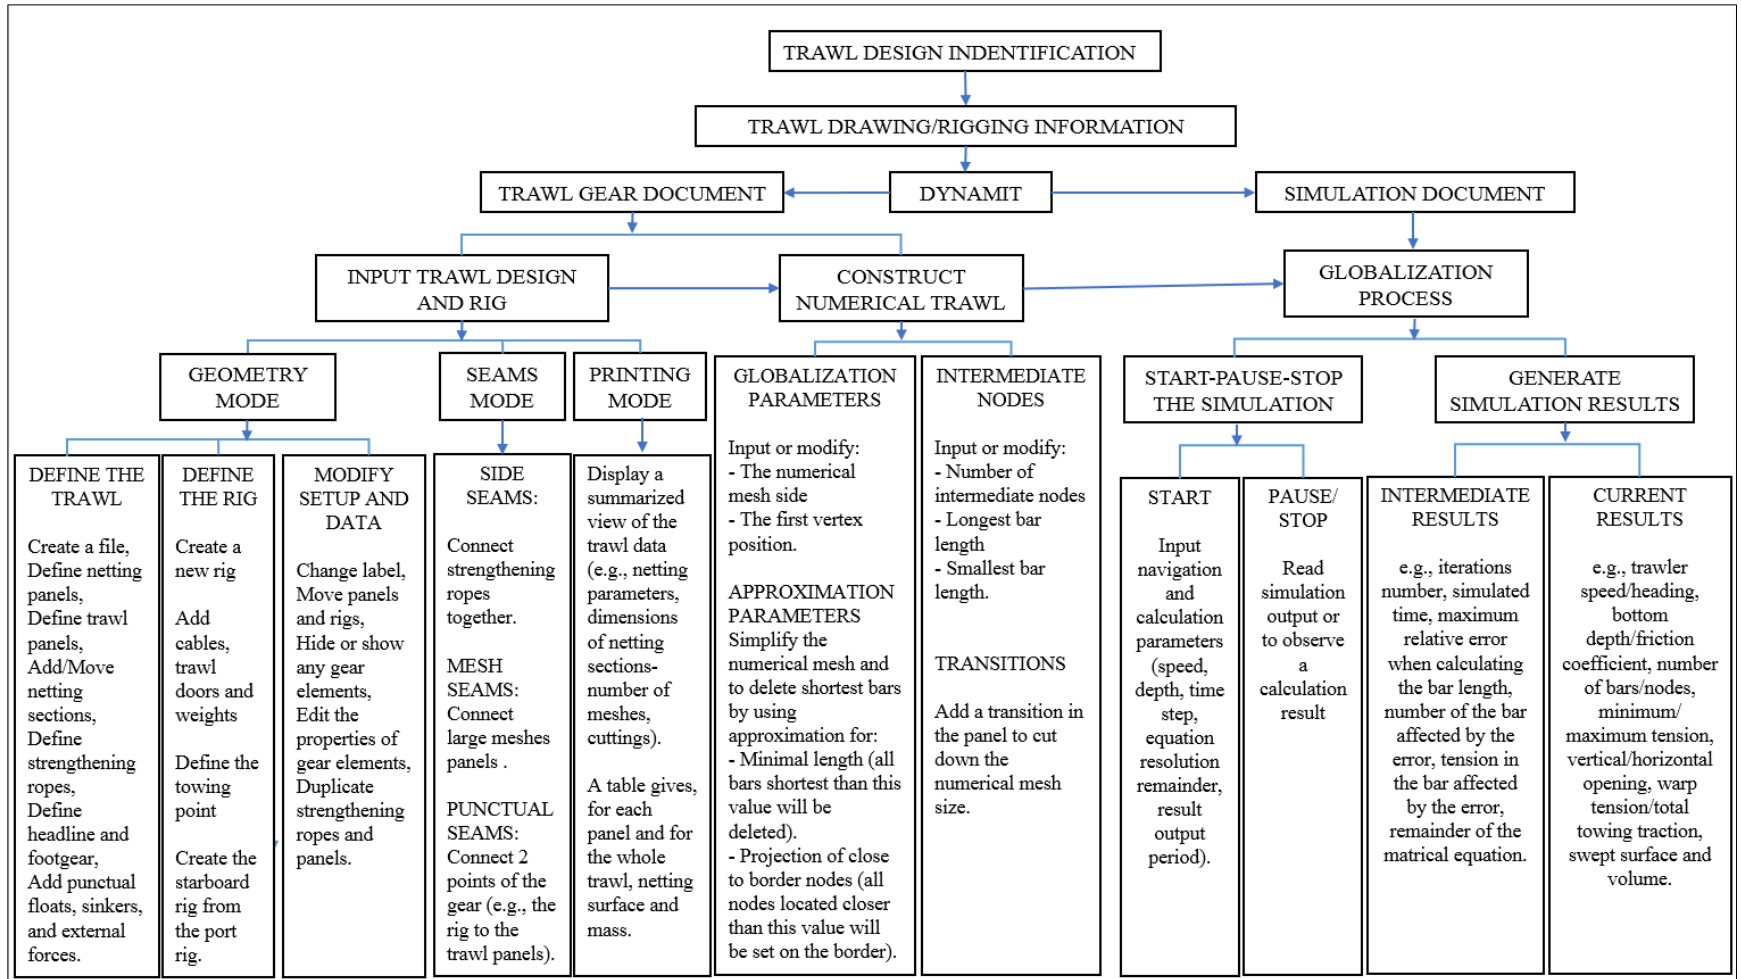 TRAWL DESIGN INDENTIFICATION
TRAWL DRAWING/RIGGING INFORMATION
TRAWL GEAR DOCUMENT
DYNAMIT
SIMULATION DOCUMENT
INPUT TRAWL DESIGN
AND RIG
CONSTRUCT
NUMERICAL TRAWL
GLOBALIZATION
PROCESS
GEOMETRY
MODE
SEAMS
MODE
PRINTING
MODE
GLOBALIZATION
PARAMETERS
Input or modify:
- The numerical
mesh side
- The first vertex
position.
APPROXIMATION
PARAMETERS
Simplify the
numerical mesh and
to delete shortest bars
by using
approximation for:
- Minimal length (all
bars shortest than this
value will be
deleted).
- Projection of close
to border nodes (all
nodes located closer
than this value will
be set on the border).
INTERMEDIATE
NODES
Input or modify:
- Number of
intermediate nodes
- Longest bar
length
- Smallest bar
length.
TRANSITIONS
Add a transition in
the panel to cut
down the
numerical mesh
size.
START-PAUSE-STOP
THE SIMULATION
GENERATE
SIMULATION RESULTS
DEFINE THE
TRAWL
Create a file,
Define netting
panels,
Define trawl
panels,
Add/Move
netting
sections,
Define
strengthening
ropes,
Define
headline and
footgear,
Add punctual
floats, sinkers,
and external
forces.
DEFINE
THE RIG
Create a
new rig
Add
cables,
trawl
doors and
weights
Define the
towing
point
Create the
starboard
rig from
the port
rig.
MODIFY
SETUP AND
DATA
Change label,
Move panels
and rigs,
Hide or show
any gear
elements,
Edit the
properties of
gear elements,
Duplicate
strengthening
ropes and
panels.
SIDE
SEAMS:
Connect
strengthening
ropes
together.
MESH
SEAMS:
Connect
large meshes
panels .
PUNCTUAL
SEAMS:
Connect 2
points of the
gear (e.g., the
rig to the
trawl panels).
Display a
summarized
view of the
trawl data
(e.g., netting
parameters,
dimensions
of netting
sections-
number of
meshes,
cuttings).
A table gives,
for each
panel and for
the whole
trawl, netting
surface and
mass.
START
Input
navigation
and
calculation
parameters
(speed,
depth, time
step,
equation
resolution
remainder,
result
output
period).
PAUSE/
STOP
Read
simulation
output or
to observe
a
calculation
result
INTERMEDIATE
RESULTS
e.g., iterations
number, simulated
time, maximum
relative error
when calculating
the bar length,
number of the bar
affected by the
error, tension in
the bar affected
by the error,
remainder of the
matrical equation.
CURRENT
RESULTS
e.g., trawler
speed/heading,
bottom
depth/friction
coefficient, number
of bars/nodes,
minimum/
maximum tension,
vertical/horizontal
opening, warp
tension/total
towing traction,
swept surface and
volume.